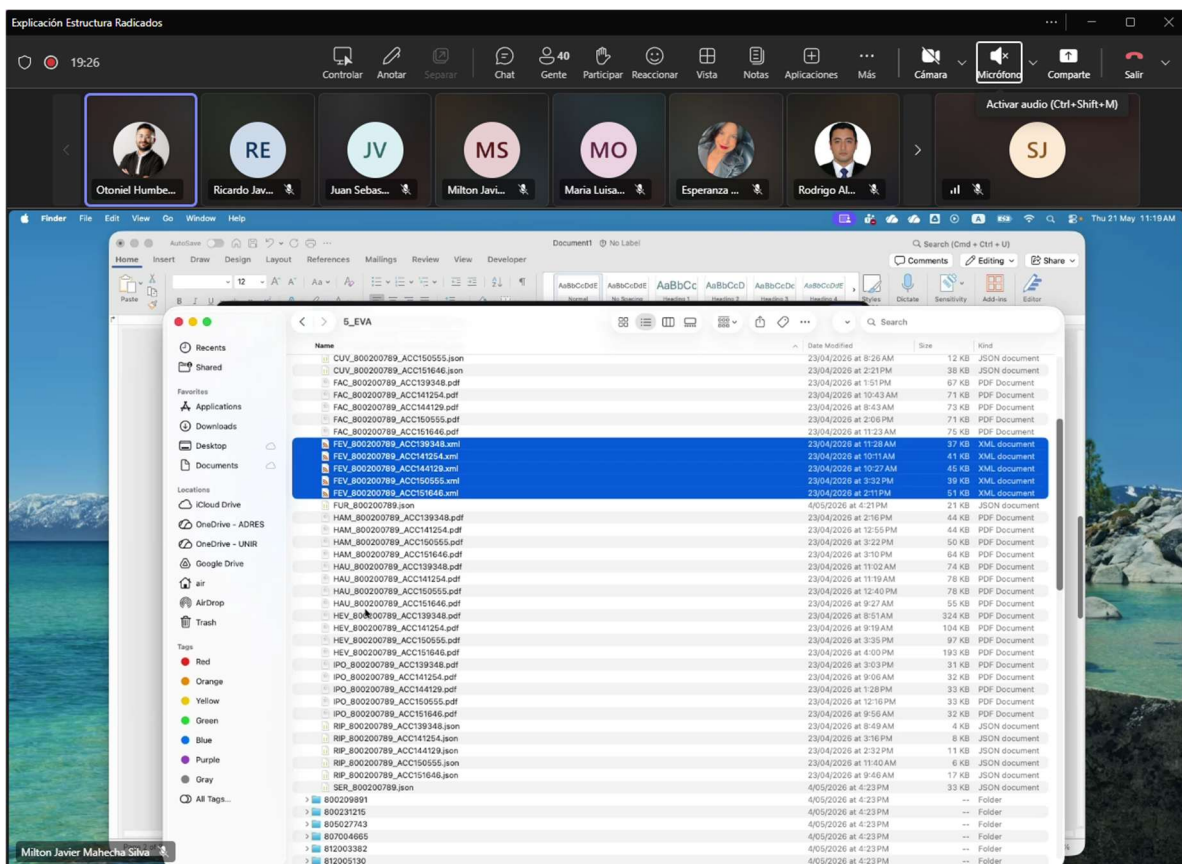 Explicación Estructura Radicados
19:26
Controlar Anotar Separar Chat 40 Gente Participar Reaccionar Vista Notas Aplicaciones Más Cámara Micrófono Comparte Salir
Activar audio (Ctrl+Shift+M)
RE JV MS MO SJ
Otoniel Humbe... Ricardo Jav... Juan Sebas... Milton Javi... Maria Luisa... Esperanza ... Rodrigo Al...
Finder File Edit View Go Window Help Thu 21 May 11:19 AM
AutoSave Document1 No Label Search (Cmd + Ctrl + U)
Home Insert Draw Design Layout References Mailings Review View Developer Comments Editing Share
Paste 12 AaBbCcDdE AaBbCcDdE AaBbCc AaBbCcD AaBbCcDc AaBbCcDdE
B I U Normal No Spacing Heading 1 Heading 2 Heading 3 Heading 4 Styles Dictate Sensitivity Add-ins Editor
5_EVA Search
Recents
Shared
Favorites
Applications
Downloads
Desktop
Documents
Locations
iCloud Drive
OneDrive - ADRES
OneDrive - UNIR
Google Drive
air
AirDrop
Trash
Tags
Red
Orange
Yellow
Green
Blue
Purple
Gray
All Tags...
Name Date Modified Size Kind
CUV_800200789_ACC150555.json 23/04/2026 at 8:26 AM 12 KB JSON document
CUV_800200789_ACC151646.json 23/04/2026 at 2:21 PM 38 KB JSON document
FAC_800200789_ACC139348.pdf 23/04/2026 at 1:51 PM 67 KB PDF Document
FAC_800200789_ACC141254.pdf 23/04/2026 at 10:43 AM 71 KB PDF Document
FAC_800200789_ACC144129.pdf 23/04/2026 at 8:43 AM 73 KB PDF Document
FAC_800200789_ACC150555.pdf 23/04/2026 at 2:06 PM 71 KB PDF Document
FAC_800200789_ACC151646.pdf 23/04/2026 at 11:23 AM 75 KB PDF Document
FEV_800200789_ACC139348.xml 23/04/2026 at 11:28 AM 37 KB XML document
FEV_800200789_ACC141254.xml 23/04/2026 at 10:11 AM 41 KB XML document
FEV_800200789_ACC144129.xml 23/04/2026 at 10:27 AM 45 KB XML document
FEV_800200789_ACC150555.xml 23/04/2026 at 3:32 PM 39 KB XML document
FEV_800200789_ACC151646.xml 23/04/2026 at 2:11 PM 51 KB XML document
FUR_800200789.json 4/05/2026 at 4:21 PM 21 KB JSON document
HAM_800200789_ACC139348.pdf 23/04/2026 at 2:16 PM 44 KB PDF Document
HAM_800200789_ACC141254.pdf 23/04/2026 at 12:55 PM 44 KB PDF Document
HAM_800200789_ACC150555.pdf 23/04/2026 at 3:22 PM 50 KB PDF Document
HAM_800200789_ACC151646.pdf 23/04/2026 at 3:10 PM 64 KB PDF Document
HAU_800200789_ACC139348.pdf 23/04/2026 at 11:02 AM 74 KB PDF Document
HAU_800200789_ACC141254.pdf 23/04/2026 at 11:19 AM 78 KB PDF Document
HAU_800200789_ACC150555.pdf 23/04/2026 at 12:40 PM 78 KB PDF Document
HAU_800200789_ACC151646.pdf 23/04/2026 at 9:27 AM 55 KB PDF Document
HEV_800200789_ACC139348.pdf 23/04/2026 at 8:51 AM 324 KB PDF Document
HEV_800200789_ACC141254.pdf 23/04/2026 at 9:19 AM 104 KB PDF Document
HEV_800200789_ACC150555.pdf 23/04/2026 at 3:35 PM 97 KB PDF Document
HEV_800200789_ACC151646.pdf 23/04/2026 at 4:00 PM 193 KB PDF Document
IPO_800200789_ACC139348.pdf 23/04/2026 at 3:03 PM 31 KB PDF Document
IPO_800200789_ACC141254.pdf 23/04/2026 at 9:06 AM 32 KB PDF Document
IPO_800200789_ACC144129.pdf 23/04/2026 at 1:28 PM 33 KB PDF Document
IPO_800200789_ACC150555.pdf 23/04/2026 at 12:16 PM 33 KB PDF Document
IPO_800200789_ACC151646.pdf 23/04/2026 at 9:56 AM 32 KB PDF Document
RIP_800200789_ACC139348.json 23/04/2026 at 8:49 AM 4 KB JSON document
RIP_800200789_ACC141254.json 23/04/2026 at 3:16 PM 8 KB JSON document
RIP_800200789_ACC144129.json 23/04/2026 at 2:32 PM 11 KB JSON document
RIP_800200789_ACC150555.json 23/04/2026 at 11:40 AM 6 KB JSON document
RIP_800200789_ACC151646.json 23/04/2026 at 9:46 AM 17 KB JSON document
SER_800200789.json 4/05/2026 at 4:23 PM 33 KB JSON document
800209891 4/05/2026 at 4:23 PM -- Folder
800231215 4/05/2026 at 4:23 PM -- Folder
805027743 4/05/2026 at 4:23 PM -- Folder
807004665 4/05/2026 at 4:23 PM -- Folder
812003382 4/05/2026 at 4:23 PM -- Folder
812005130 4/05/2026 at 4:23 PM -- Folder
Milton Javier Mahecha Silva